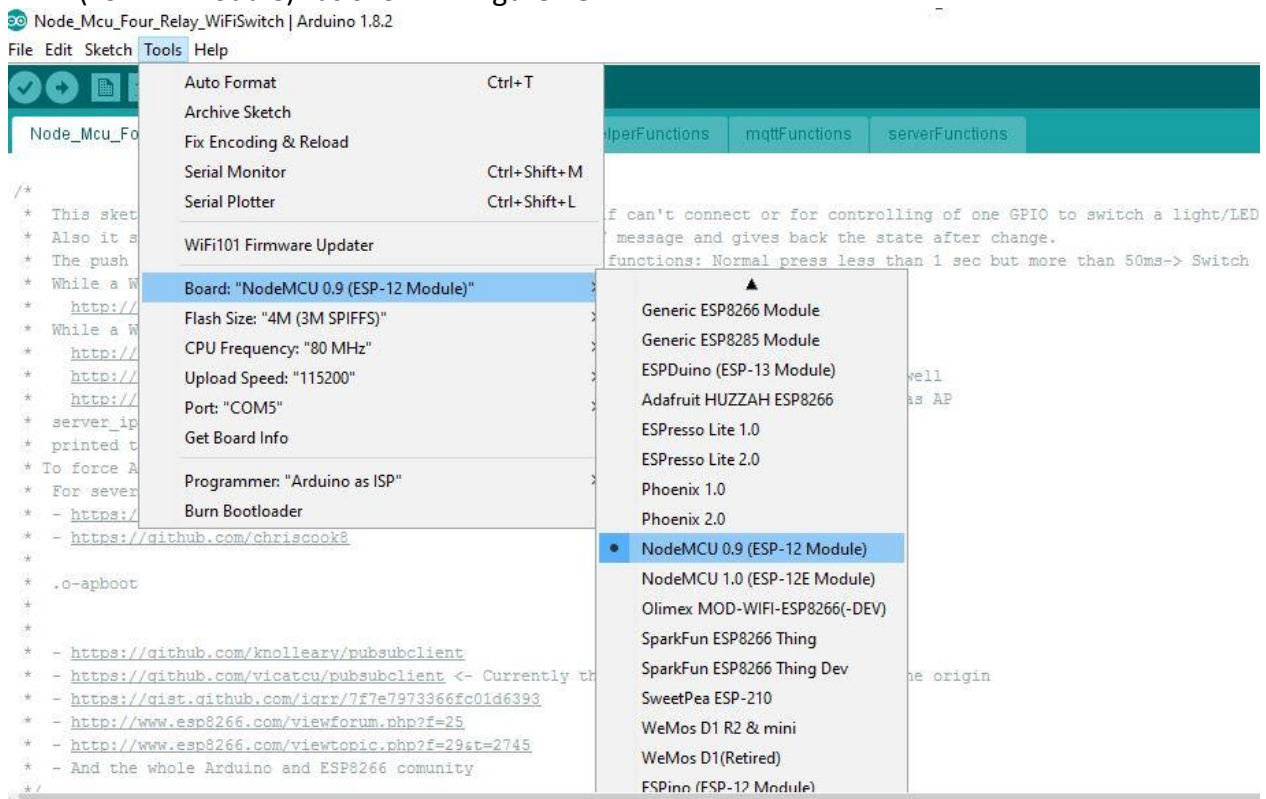 Node_Mcu_Four_Relay_WiFiSwitch | Arduino 1.8.2
File Edit Sketch Tools Help
Auto Format Ctrl+T
Archive Sketch
Fix Encoding & Reload
Serial Monitor Ctrl+Shift+M
Serial Plotter Ctrl+Shift+L
WiFi101 Firmware Updater
Board: "NodeMCU 0.9 (ESP-12 Module)"
Flash Size: "4M (3M SPIFFS)"
CPU Frequency: "80 MHz"
Upload Speed: "115200"
Port: "COM5"
Get Board Info
Programmer: "Arduino as ISP"
Burn Bootloader
Generic ESP8266 Module
Generic ESP8285 Module
ESPDuino (ESP-13 Module)
Adafruit HUZZAH ESP8266
ESPresso Lite 1.0
ESPresso Lite 2.0
Phoenix 1.0
Phoenix 2.0
NodeMCU 0.9 (ESP-12 Module)
NodeMCU 1.0 (ESP-12E Module)
Olimex MOD-WIFI-ESP8266(-DEV)
SparkFun ESP8266 Thing
SparkFun ESP8266 Thing Dev
SweetPea ESP-210
WeMos D1 R2 & mini
WeMos D1(Retired)
ESPino (ESP-12 Module)
Node_Mcu_Fo lperFunctions mqttFunctions serverFunctions
/*
* This sket if can't connect or for controlling of one GPIO to switch a light/LED
* Also it s message and gives back the state after change.
* The push functions: Normal press less than 1 sec but more than 50ms-> Switch
* While a W
* http://
* While a W
* http://
* http:// well
* http:// as AP
* server_ip
* printed t
* To force A
* For sever
* - https:/
* - https://github.com/chriscook8
*
* .o-apboot
*
*
* - https://github.com/knolleary/pubsubclient
* - https://github.com/vicatcu/pubsubclient <- Currently th he origin
* - https://gist.github.com/igrr/7f7e7973366fc01d6393
* - http://www.esp8266.com/viewforum.php?f=25
* - http://www.esp8266.com/viewtopic.php?f=29&t=2745
* - And the whole Arduino and ESP8266 comunity
*/